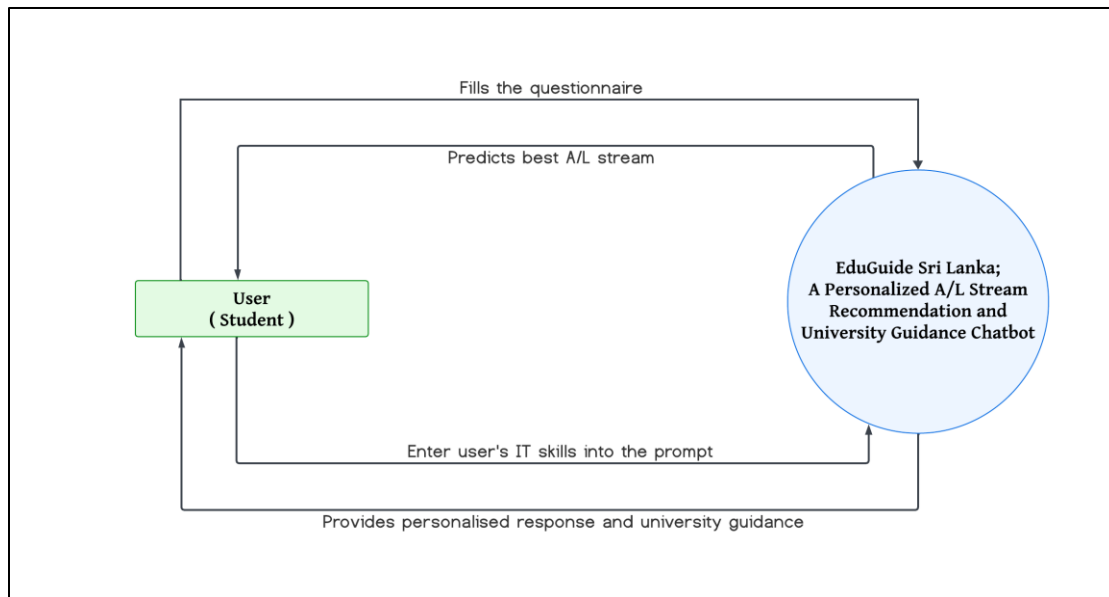 Fills the questionnaire
Predicts best A/L stream
EduGuide Sri Lanka;
A Personalized A/L Stream
Recommendation and
University Guidance Chatbot
User
( Student )
Enter user's IT skills into the prompt
Provides personalised response and university guidance